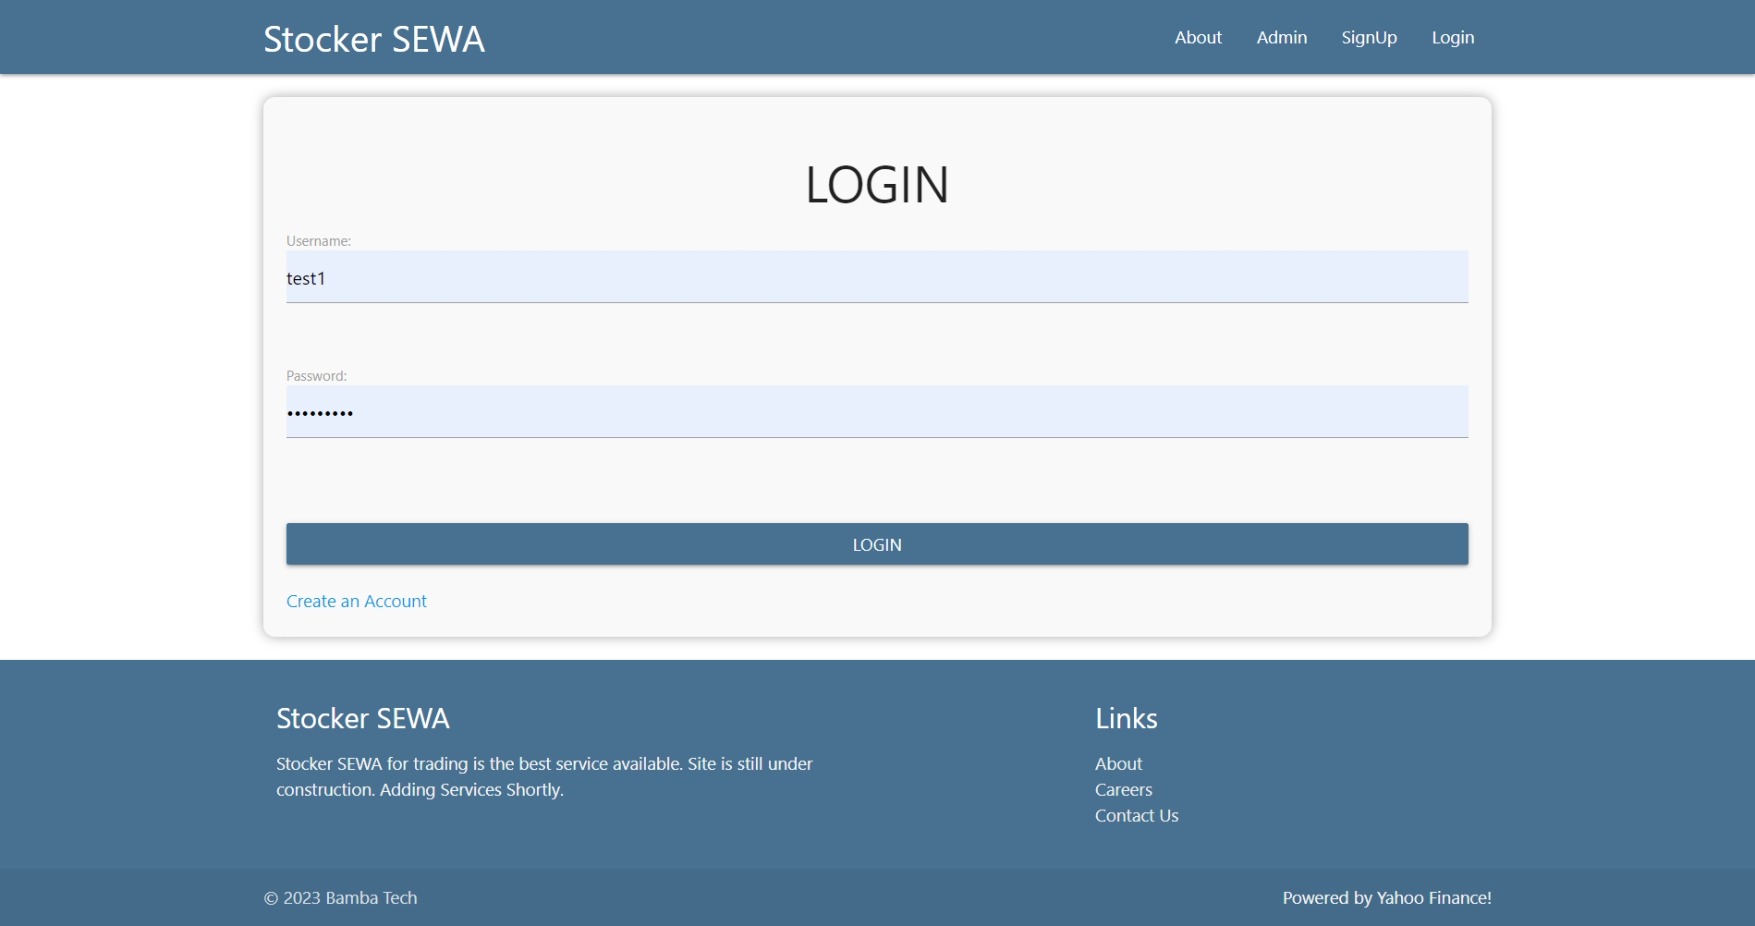 Stocker SEWA
About Admin SignUp Login
LOGIN
Username:
test1
Password:
•••••••••
LOGIN
Create an Account
Stocker SEWA
Stocker SEWA for trading is the best service available. Site is still under
construction. Adding Services Shortly.
Links
About
Careers
Contact Us
© 2023 Bamba Tech
Powered by Yahoo Finance!